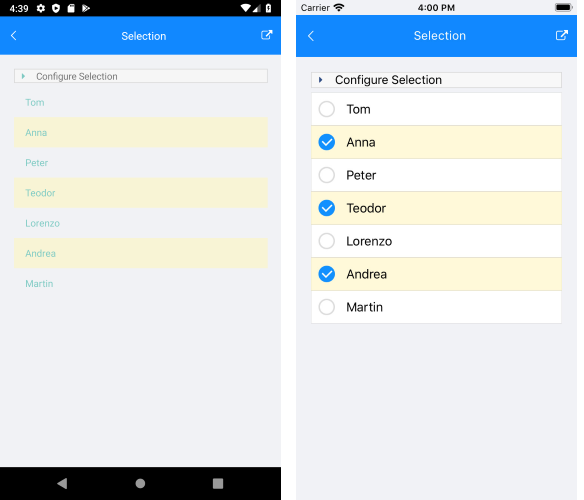 4:39
Selection
Configure Selection
Tom
Anna
Peter
Teodor
Lorenzo
Andrea
Martin
Carrier 4:00 PM
Selection
Configure Selection
Tom
Anna
Peter
Teodor
Lorenzo
Andrea
Martin